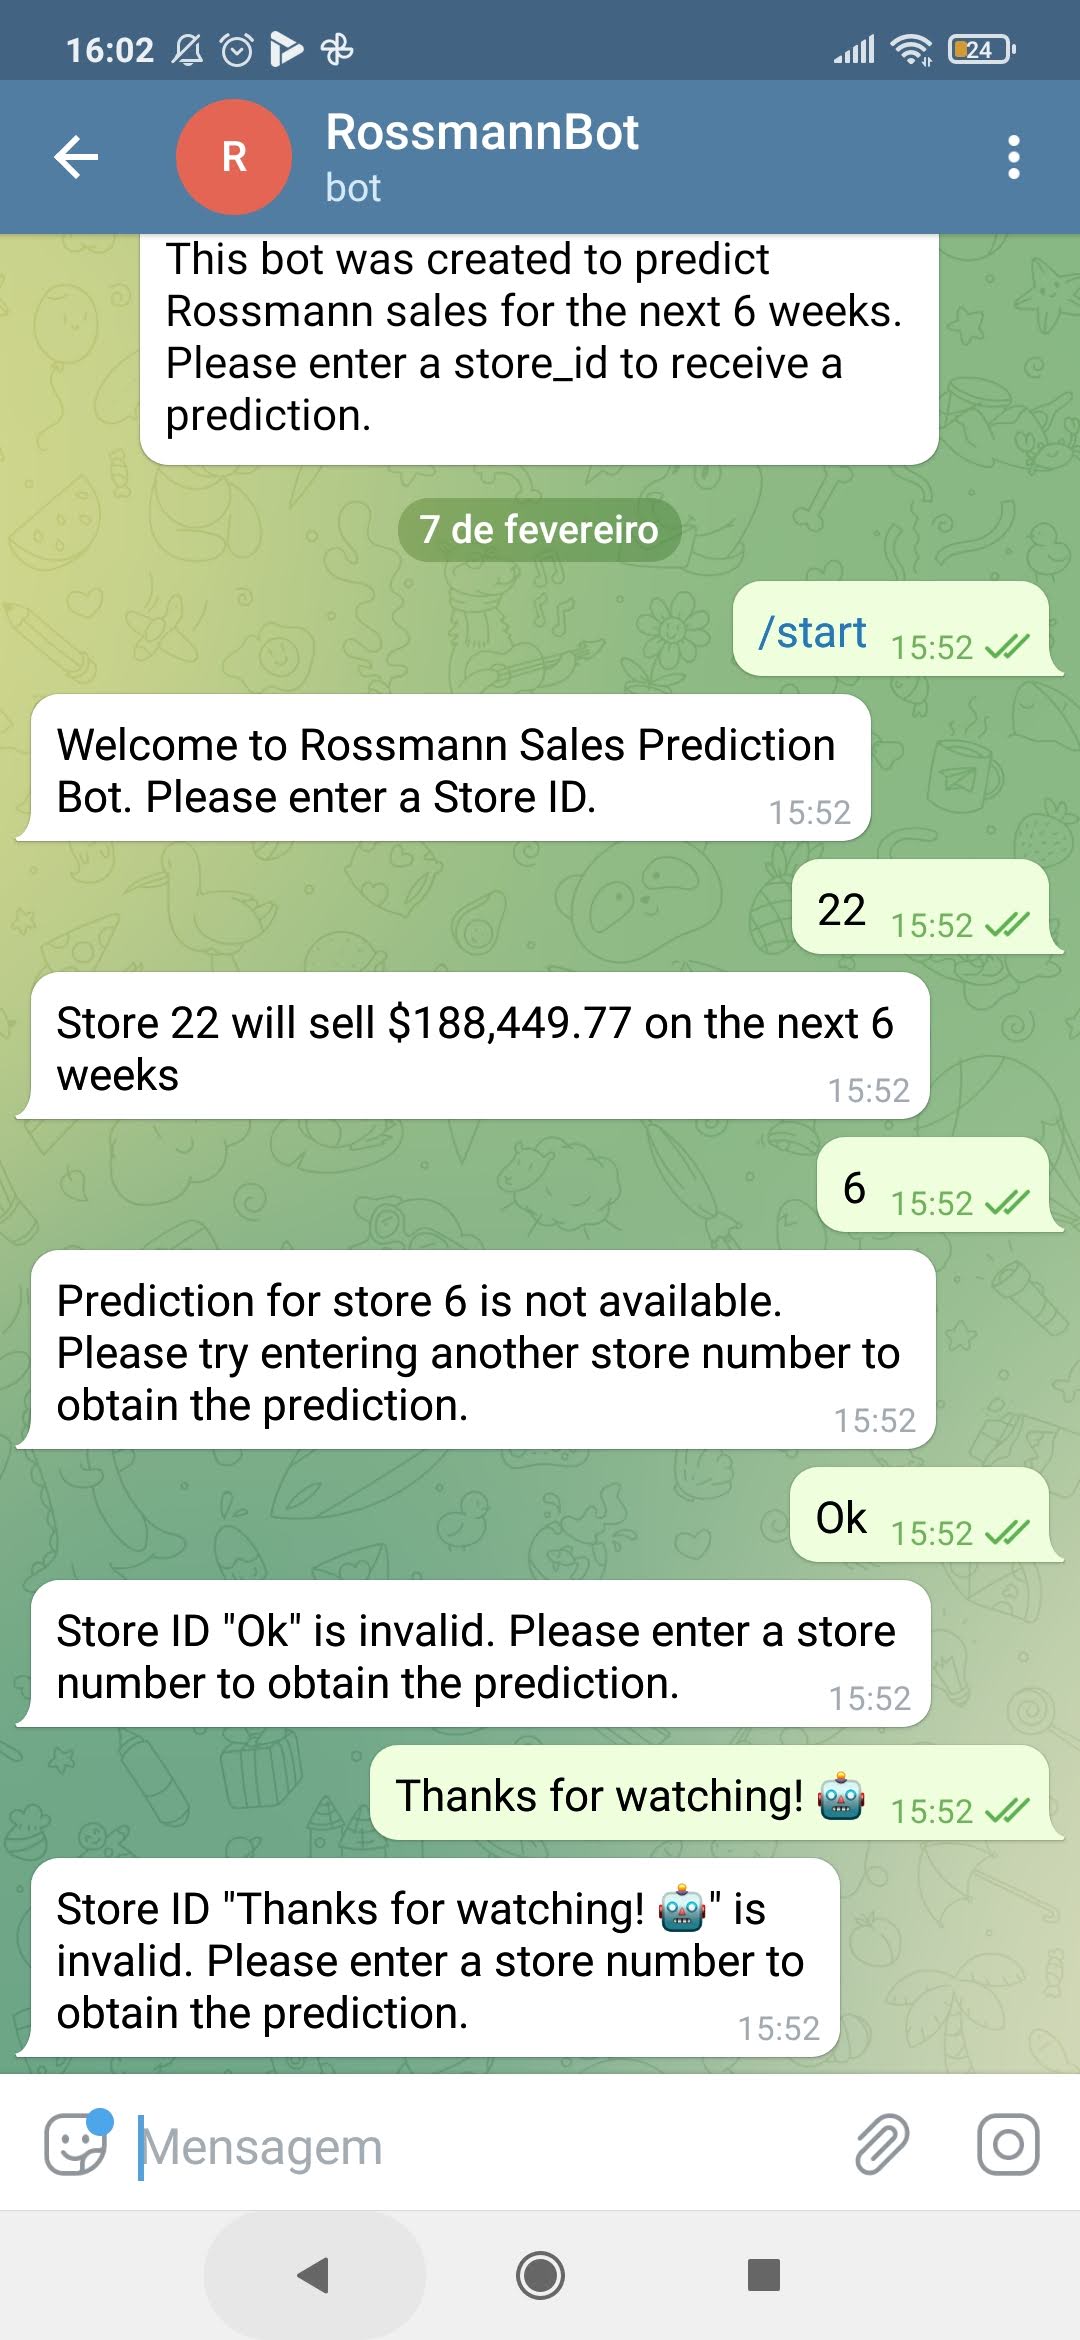 16:02
24
R
RossmannBot
bot
This bot was created to predict
Rossmann sales for the next 6 weeks.
Please enter a store_id to receive a
prediction.
7 de fevereiro
/start 15:52
Welcome to Rossmann Sales Prediction
Bot. Please enter a Store ID.
15:52
22 15:52
Store 22 will sell $188,449.77 on the next 6
weeks
15:52
6 15:52
Prediction for store 6 is not available.
Please try entering another store number to
obtain the prediction.
15:52
Ok 15:52
Store ID "Ok" is invalid. Please enter a store
number to obtain the prediction.
15:52
Thanks for watching! 🤖 15:52
Store ID "Thanks for watching! 🤖" is
invalid. Please enter a store number to
obtain the prediction.
15:52
Mensagem